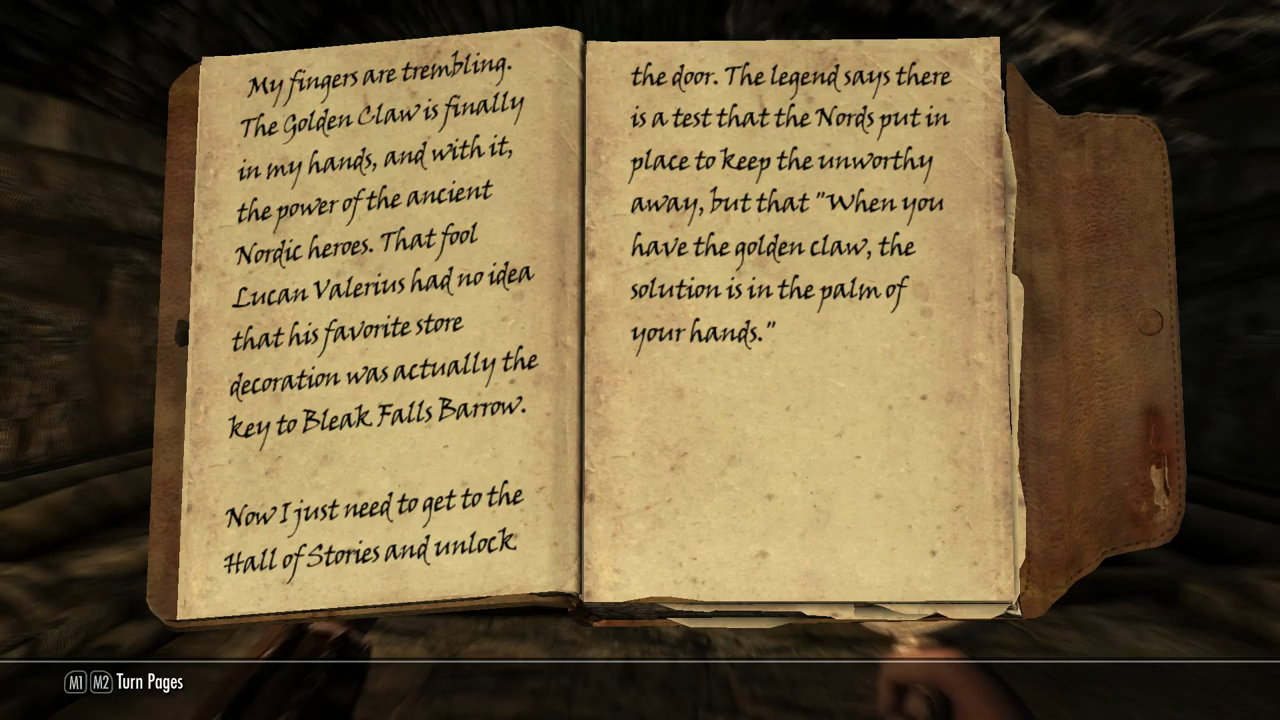 My fingers are trembling.
The Golden Claw is finally
in my hands, and with it,
the power of the ancient
Nordic heroes. That fool
Lucan Valerius had no idea
that his favorite store
decoration was actually the
key to Bleak Falls Barrow.
Now I just need to get to the
Hall of Stories and unlock
the door. The legend says there
is a test that the Nords put in
place to keep the unworthy
away, but that "When you
have the golden claw, the
solution is in the palm of
your hands."
M1 M2 Turn Pages